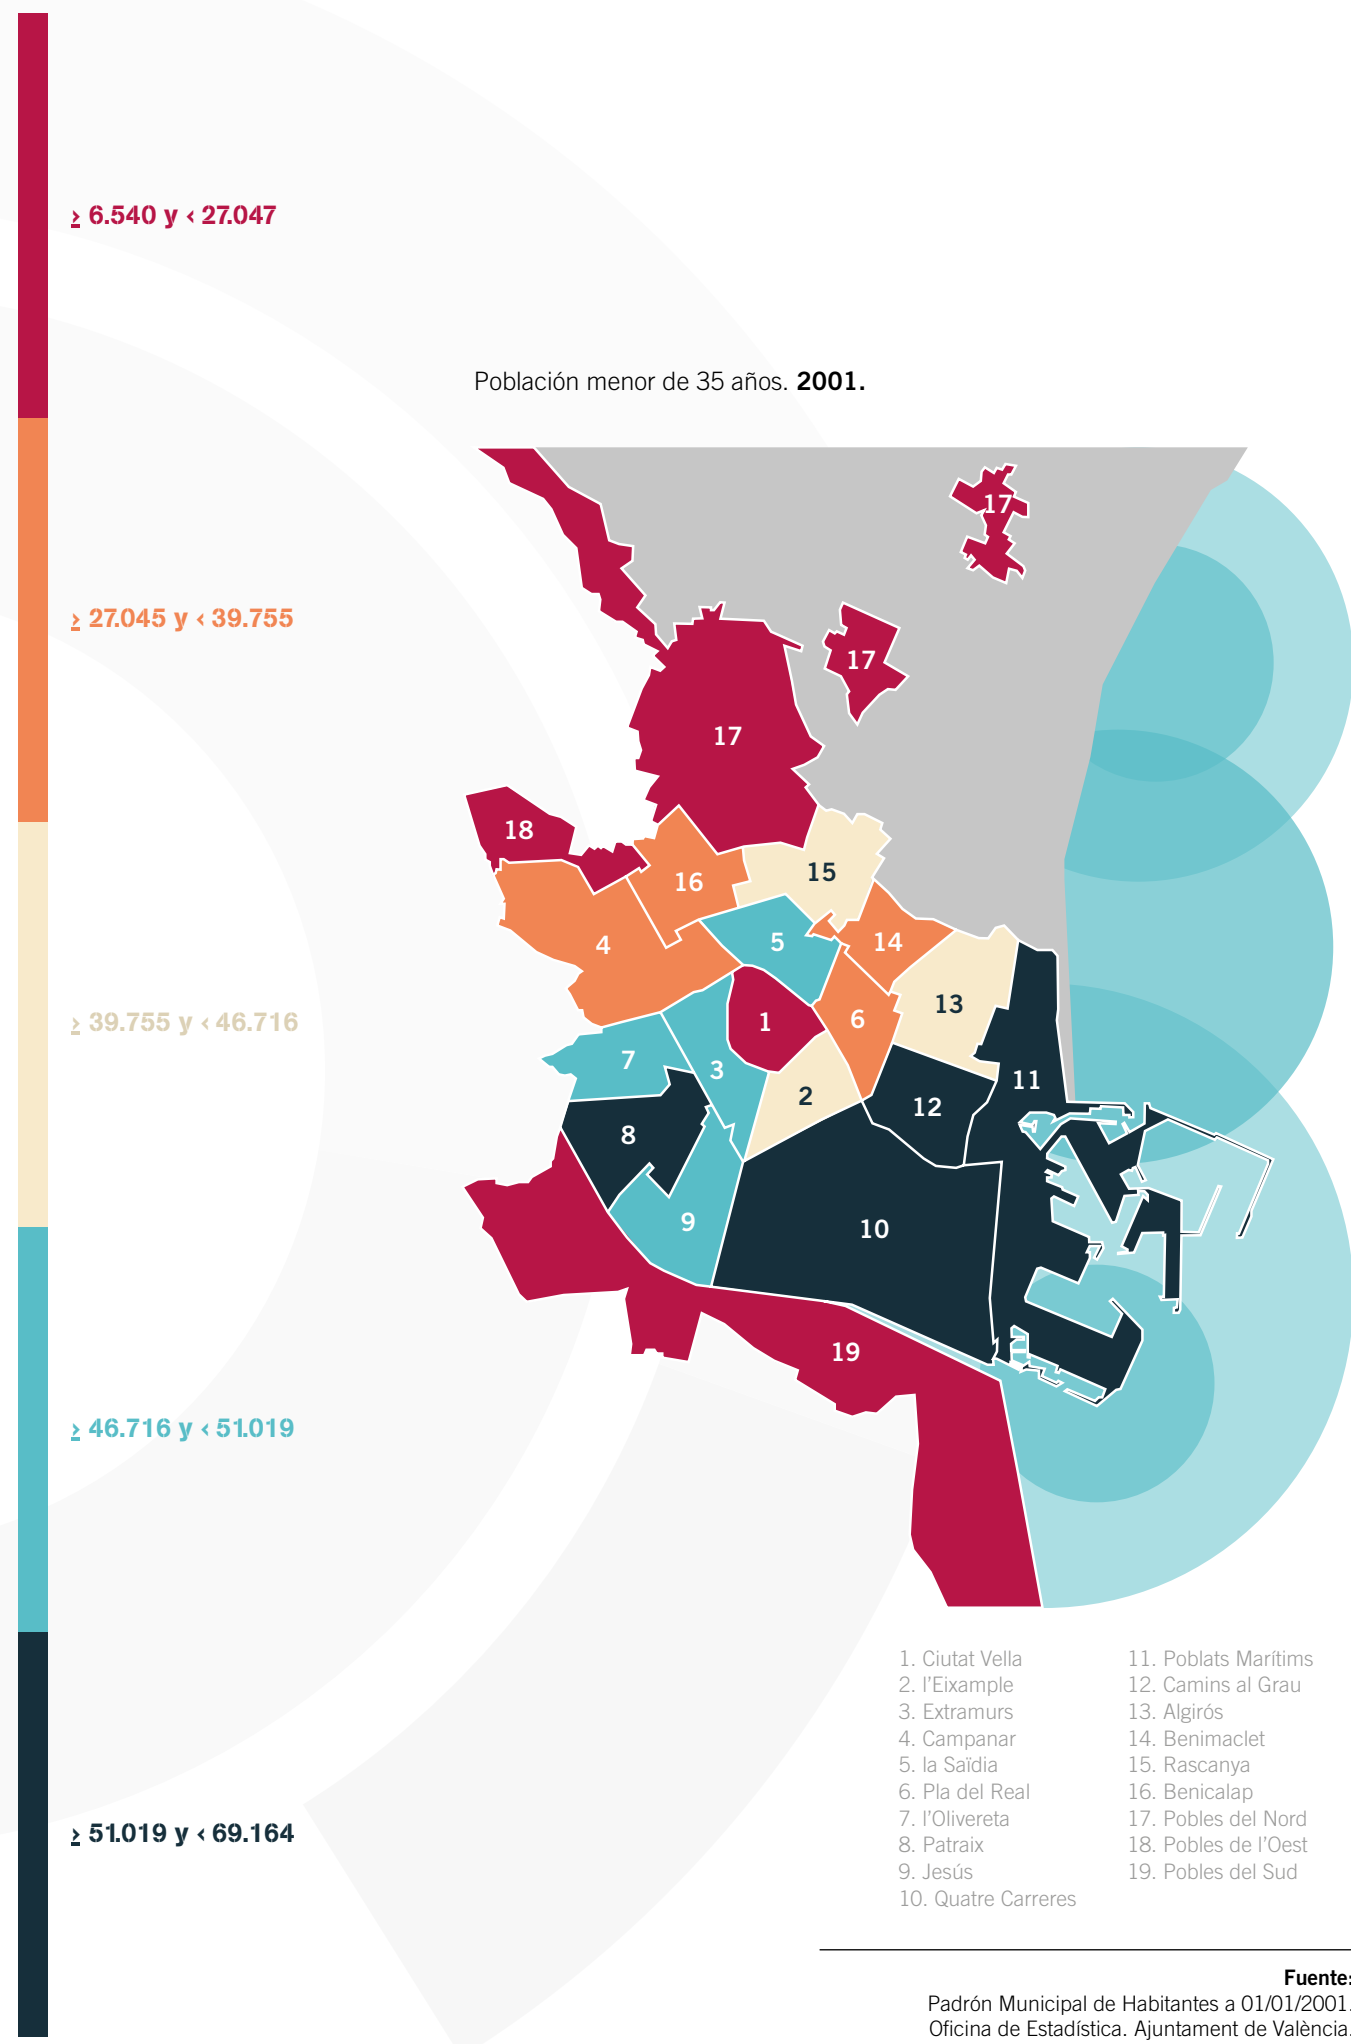 ≥ 6.540 y < 27.047
Población menor de 35 años. 2001.
17
≥ 27.045 y < 39.755
17
17
18
15
16
5
14
4
13
≥ 39.755 y < 46.716
1
6
7
3
11
2
12
8
9
10
19
≥ 46.716 y < 51.019
1. Ciutat Vella
2. l'Eixample
3. Extramurs
4. Campanar
5. la Saïdia
6. Pla del Real
7. l'Olivereta
8. Patraix
9. Jesús
10. Quatre Carreres
11. Poblats Marítims
12. Camins al Grau
13. Algirós
14. Benimaclet
15. Rascanya
16. Benicalap
17. Pobles del Nord
18. Pobles de l'Oest
19. Pobles del Sud
≥ 51.019 y < 69.164
Fuente:
Padrón Municipal de Habitantes a 01/01/2001.
Oficina de Estadística. Ajuntament de València.